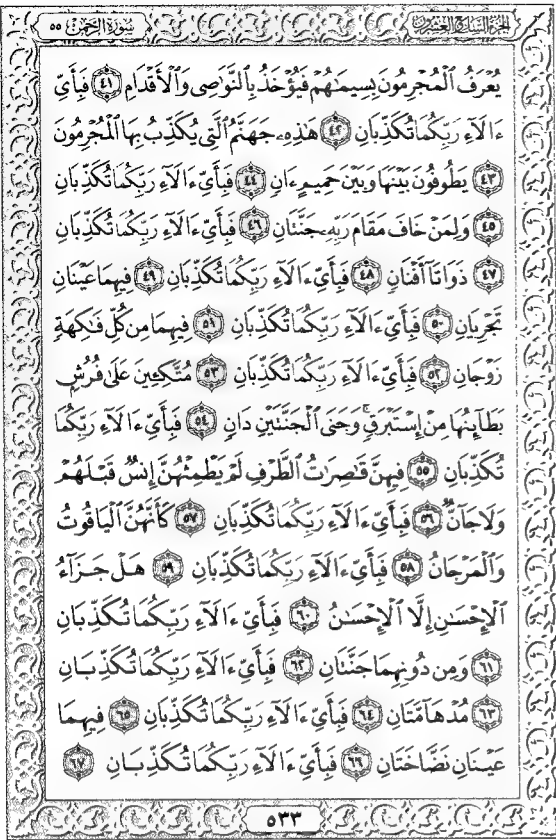 الجزء السابع والعشرون سورة الرحمن ٥٥
يُعْرَفُ ٱلْمُجْرِمُونَ بِسِيمَٰهُمْ فَيُؤْخَذُ بِٱلنَّوَٰصِى وَٱلْأَقْدَامِ ٤١ فَبِأَىِّ
ءَالَآءِ رَبِّكُمَا تُكَذِّبَانِ ٤٢ هَٰذِهِۦ جَهَنَّمُ ٱلَّتِى يُكَذِّبُ بِهَا ٱلْمُجْرِمُونَ
٤٣ يَطُوفُونَ بَيْنَهَا وَبَيْنَ حَمِيمٍ ءَانٍ ٤٤ فَبِأَىِّ ءَالَآءِ رَبِّكُمَا تُكَذِّبَانِ
٤٥ وَلِمَنْ خَافَ مَقَامَ رَبِّهِۦ جَنَّتَانِ ٤٦ فَبِأَىِّ ءَالَآءِ رَبِّكُمَا تُكَذِّبَانِ
٤٧ ذَوَاتَآ أَفْنَانٍ ٤٨ فَبِأَىِّ ءَالَآءِ رَبِّكُمَا تُكَذِّبَانِ ٤٩ فِيهِمَا عَيْنَانِ
تَجْرِيَانِ ٥٠ فَبِأَىِّ ءَالَآءِ رَبِّكُمَا تُكَذِّبَانِ ٥١ فِيهِمَا مِن كُلِّ فَٰكِهَةٍ
زَوْجَانِ ٥٢ فَبِأَىِّ ءَالَآءِ رَبِّكُمَا تُكَذِّبَانِ ٥٣ مُتَّكِـِٔينَ عَلَىٰ فُرُشٍۭ
بَطَآئِنُهَا مِنْ إِسْتَبْرَقٍ ۚ وَجَنَى ٱلْجَنَّتَيْنِ دَانٍ ٥٤ فَبِأَىِّ ءَالَآءِ رَبِّكُمَا
تُكَذِّبَانِ ٥٥ فِيهِنَّ قَٰصِرَٰتُ ٱلطَّرْفِ لَمْ يَطْمِثْهُنَّ إِنسٌ قَبْلَهُمْ
وَلَا جَآنٌّ ٥٦ فَبِأَىِّ ءَالَآءِ رَبِّكُمَا تُكَذِّبَانِ ٥٧ كَأَنَّهُنَّ ٱلْيَاقُوتُ
وَٱلْمَرْجَانُ ٥٨ فَبِأَىِّ ءَالَآءِ رَبِّكُمَا تُكَذِّبَانِ ٥٩ هَلْ جَزَآءُ
ٱلْإِحْسَٰنِ إِلَّا ٱلْإِحْسَٰنُ ٦٠ فَبِأَىِّ ءَالَآءِ رَبِّكُمَا تُكَذِّبَانِ
٦١ وَمِن دُونِهِمَا جَنَّتَانِ ٦٢ فَبِأَىِّ ءَالَآءِ رَبِّكُمَا تُكَذِّبَانِ
٦٣ مُدْهَآمَّتَانِ ٦٤ فَبِأَىِّ ءَالَآءِ رَبِّكُمَا تُكَذِّبَانِ ٦٥ فِيهِمَا
عَيْنَانِ نَضَّاخَتَانِ ٦٦ فَبِأَىِّ ءَالَآءِ رَبِّكُمَا تُكَذِّبَانِ ٦٧
٥٣٣